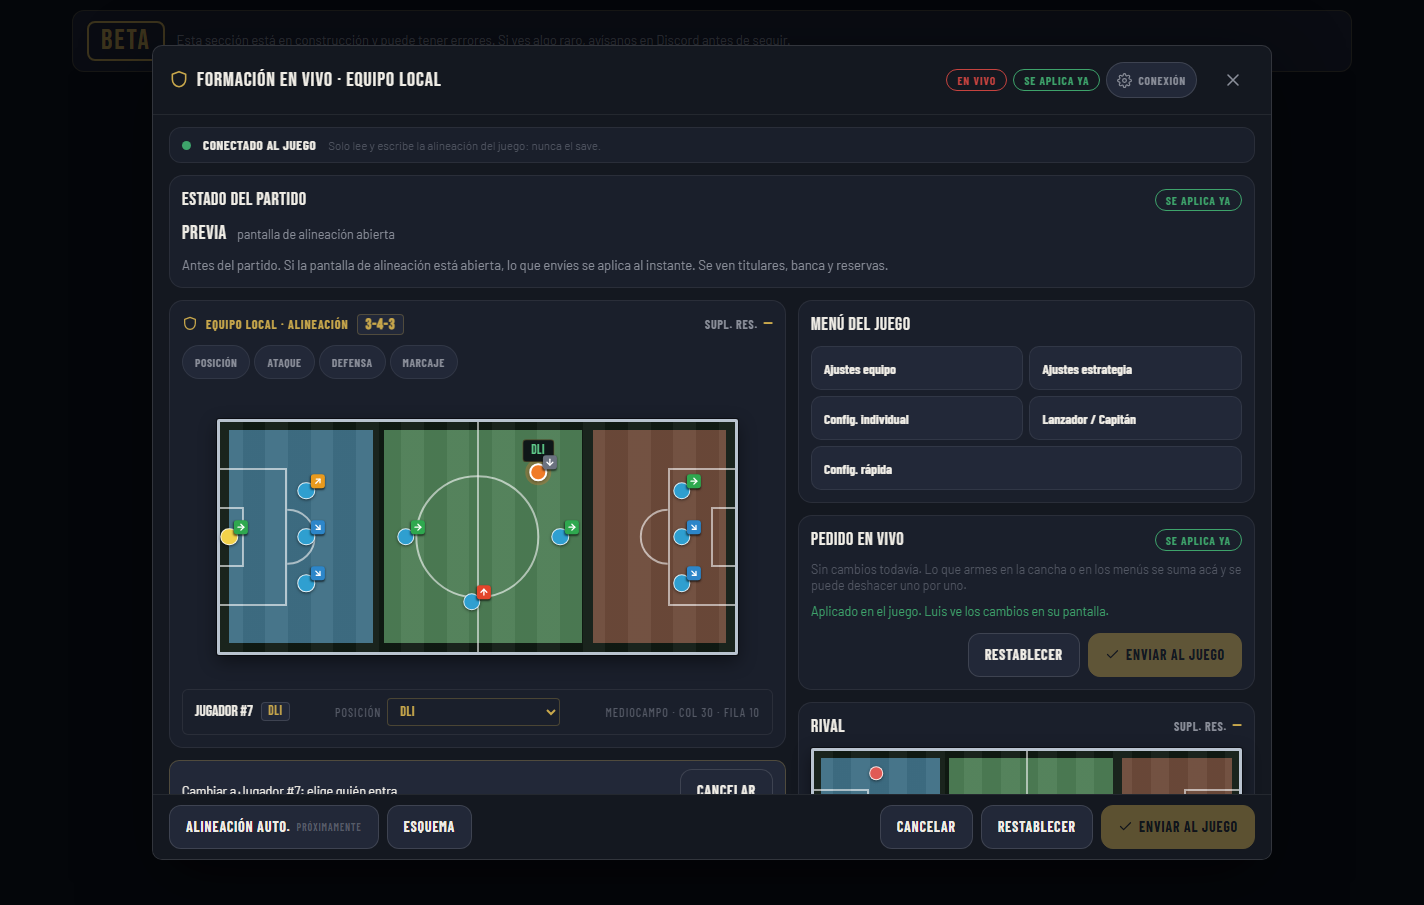 BETA
Esta sección está en construcción y puede tener errores. Si ves algo raro, avisanos en Discord antes de seguir.
FORMACIÓN EN VIVO · EQUIPO LOCAL
EN VIVO
SE APLICA YA
CONEXIÓN
CONECTADO AL JUEGO
Solo lee y escribe la alineación del juego: nunca el save.
ESTADO DEL PARTIDO
SE APLICA YA
PREVIA
pantalla de alineación abierta
Antes del partido. Si la pantalla de alineación está abierta, lo que envíes se aplica al instante. Se ven titulares, banca y reservas.
EQUIPO LOCAL · ALINEACIÓN
3-4-3
SUPL. RES.
POSICIÓN
ATAQUE
DEFENSA
MARCAJE
DLI
JUGADOR #7
DLI
POSICIÓN
DLI
MEDIOCAMPO · COL 30 · FILA 10
Cambiar a Jugador #7: elige quién entra
CANCELAR
MENÚ DEL JUEGO
Ajustes equipo
Ajustes estrategia
Config. individual
Lanzador / Capitán
Config. rápida
PEDIDO EN VIVO
SE APLICA YA
Sin cambios todavía. Lo que armes en la cancha o en los menús se suma acá y se
puede deshacer uno por uno.
Aplicado en el juego. Luis ve los cambios en su pantalla.
RESTABLECER
ENVIAR AL JUEGO
RIVAL
SUPL. RES.
ALINEACIÓN AUTO. PRÓXIMAMENTE
ESQUEMA
CANCELAR
RESTABLECER
ENVIAR AL JUEGO